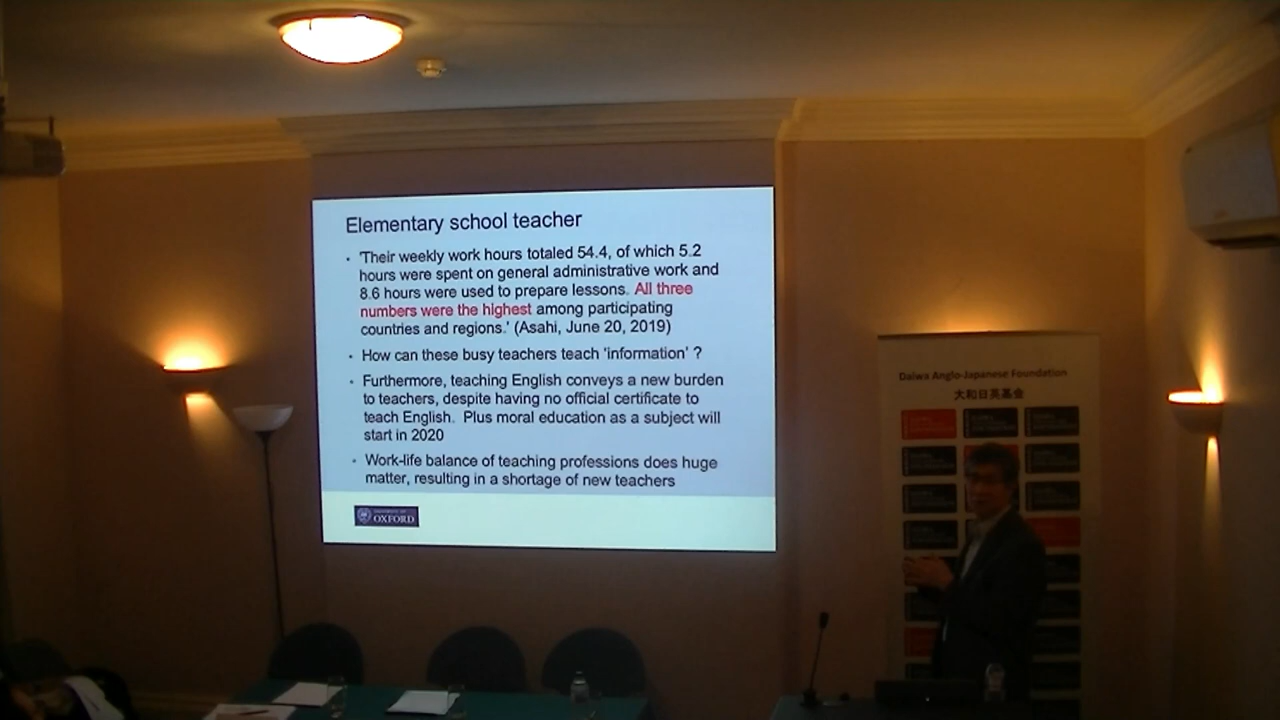 Elementary school teacher
• 'Their weekly work hours totaled 54.4, of which 5.2
hours were spent on general administrative work and
8.6 hours were used to prepare lessons. All three
numbers were the highest among participating
countries and regions.' (Asahi, June 20, 2019)
• How can these busy teachers teach 'information' ?
• Furthermore, teaching English conveys a new burden
to teachers, despite having no official certificate to
teach English. Plus moral education as a subject will
start in 2020
• Work-life balance of teaching professions does huge
matter, resulting in a shortage of new teachers
UNIVERSITY OF
OXFORD
Daiwa Anglo-Japanese Foundation
大和日英基金